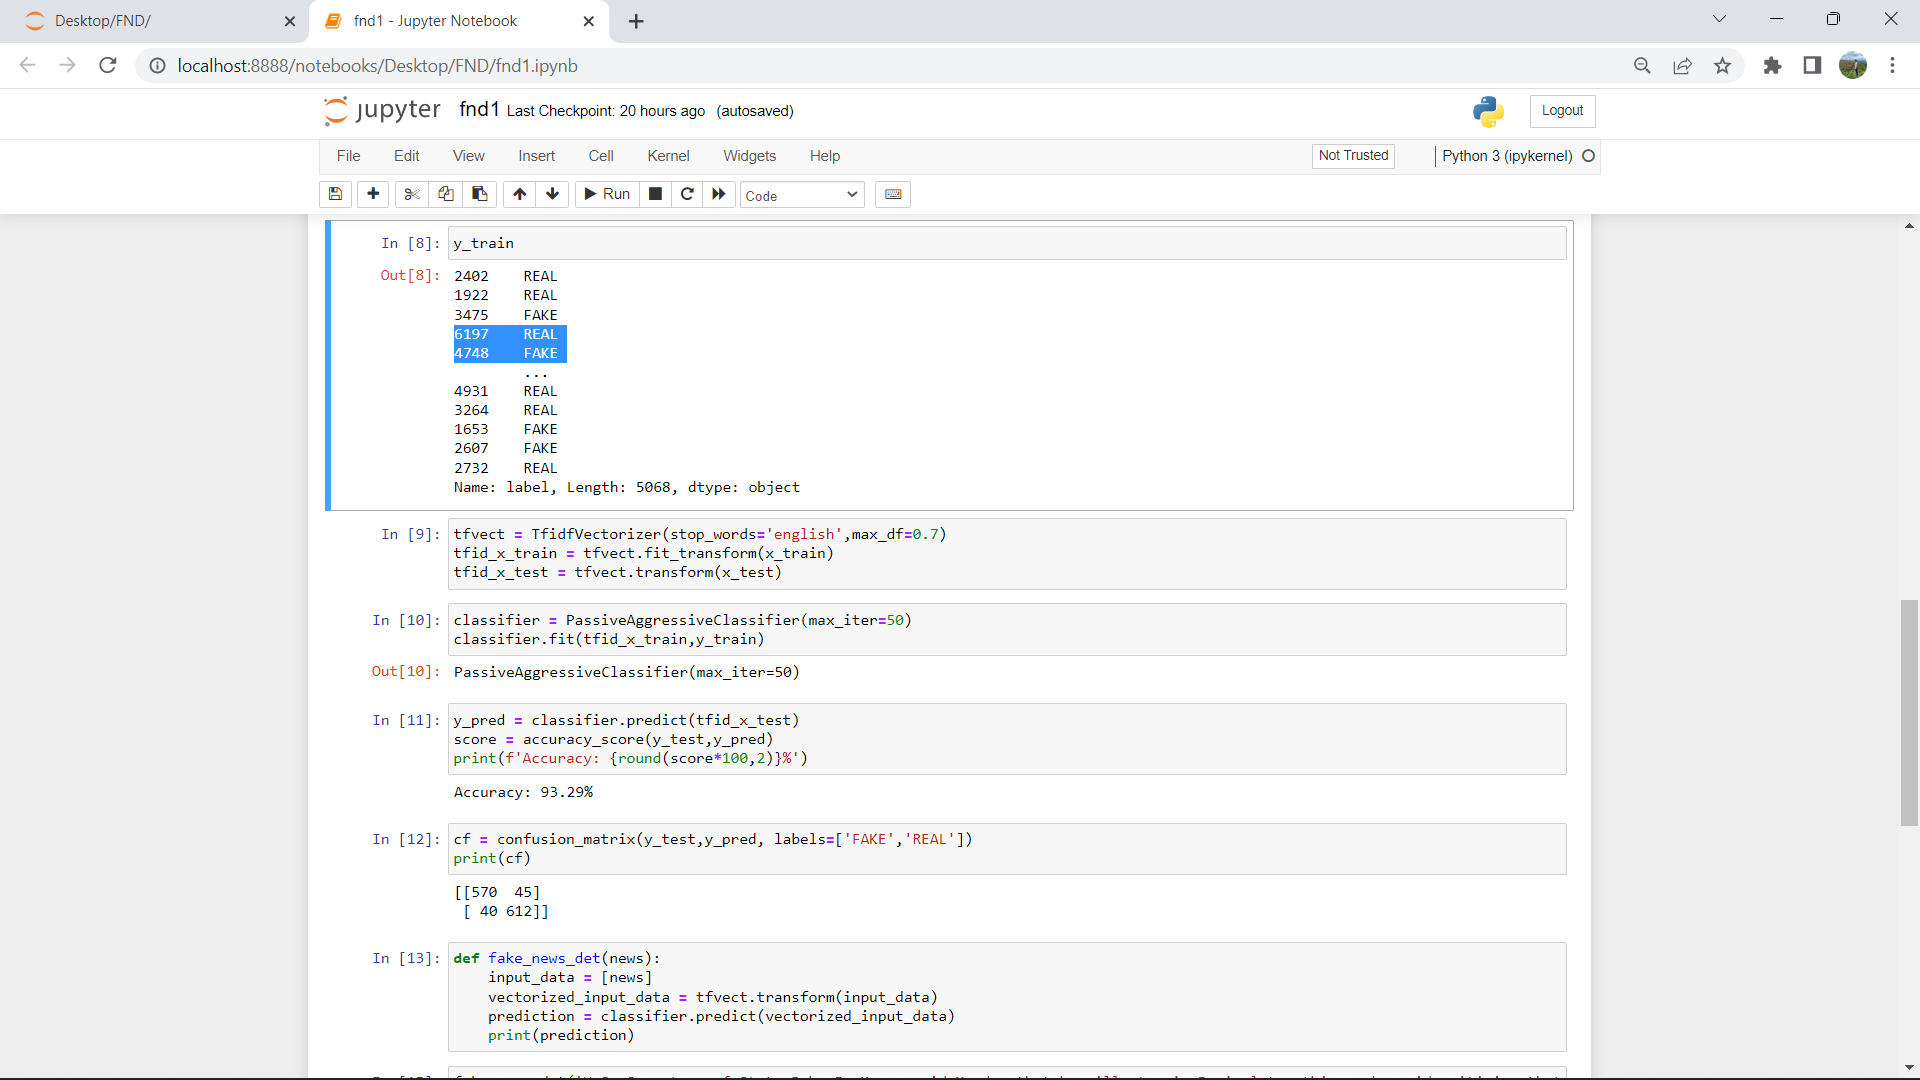 Desktop/FND/
fnd1 - Jupyter Notebook
localhost:8888/notebooks/Desktop/FND/fnd1.ipynb
jupyter fnd1 Last Checkpoint: 20 hours ago (autosaved)
Logout
File Edit View Insert Cell Kernel Widgets Help
Not Trusted
Python 3 (ipykernel)
Run
Code
In [8]: y_train
Out[8]: 2402 REAL
1922 REAL
3475 FAKE
6197 REAL
4748 FAKE
...
4931 REAL
3264 REAL
1653 FAKE
2607 FAKE
2732 REAL
Name: label, Length: 5068, dtype: object
In [9]: tfvect = TfidfVectorizer(stop_words='english',max_df=0.7)
tfid_x_train = tfvect.fit_transform(x_train)
tfid_x_test = tfvect.transform(x_test)
In [10]: classifier = PassiveAggressiveClassifier(max_iter=50)
classifier.fit(tfid_x_train,y_train)
Out[10]: PassiveAggressiveClassifier(max_iter=50)
In [11]: y_pred = classifier.predict(tfid_x_test)
score = accuracy_score(y_test,y_pred)
print(f'Accuracy: {round(score*100,2)}%')
Accuracy: 93.29%
In [12]: cf = confusion_matrix(y_test,y_pred, labels=['FAKE','REAL'])
print(cf)
[[570 45]
[ 40 612]]
In [13]: def fake_news_det(news):
input_data = [news]
vectorized_input_data = tfvect.transform(input_data)
prediction = classifier.predict(vectorized_input_data)
print(prediction)